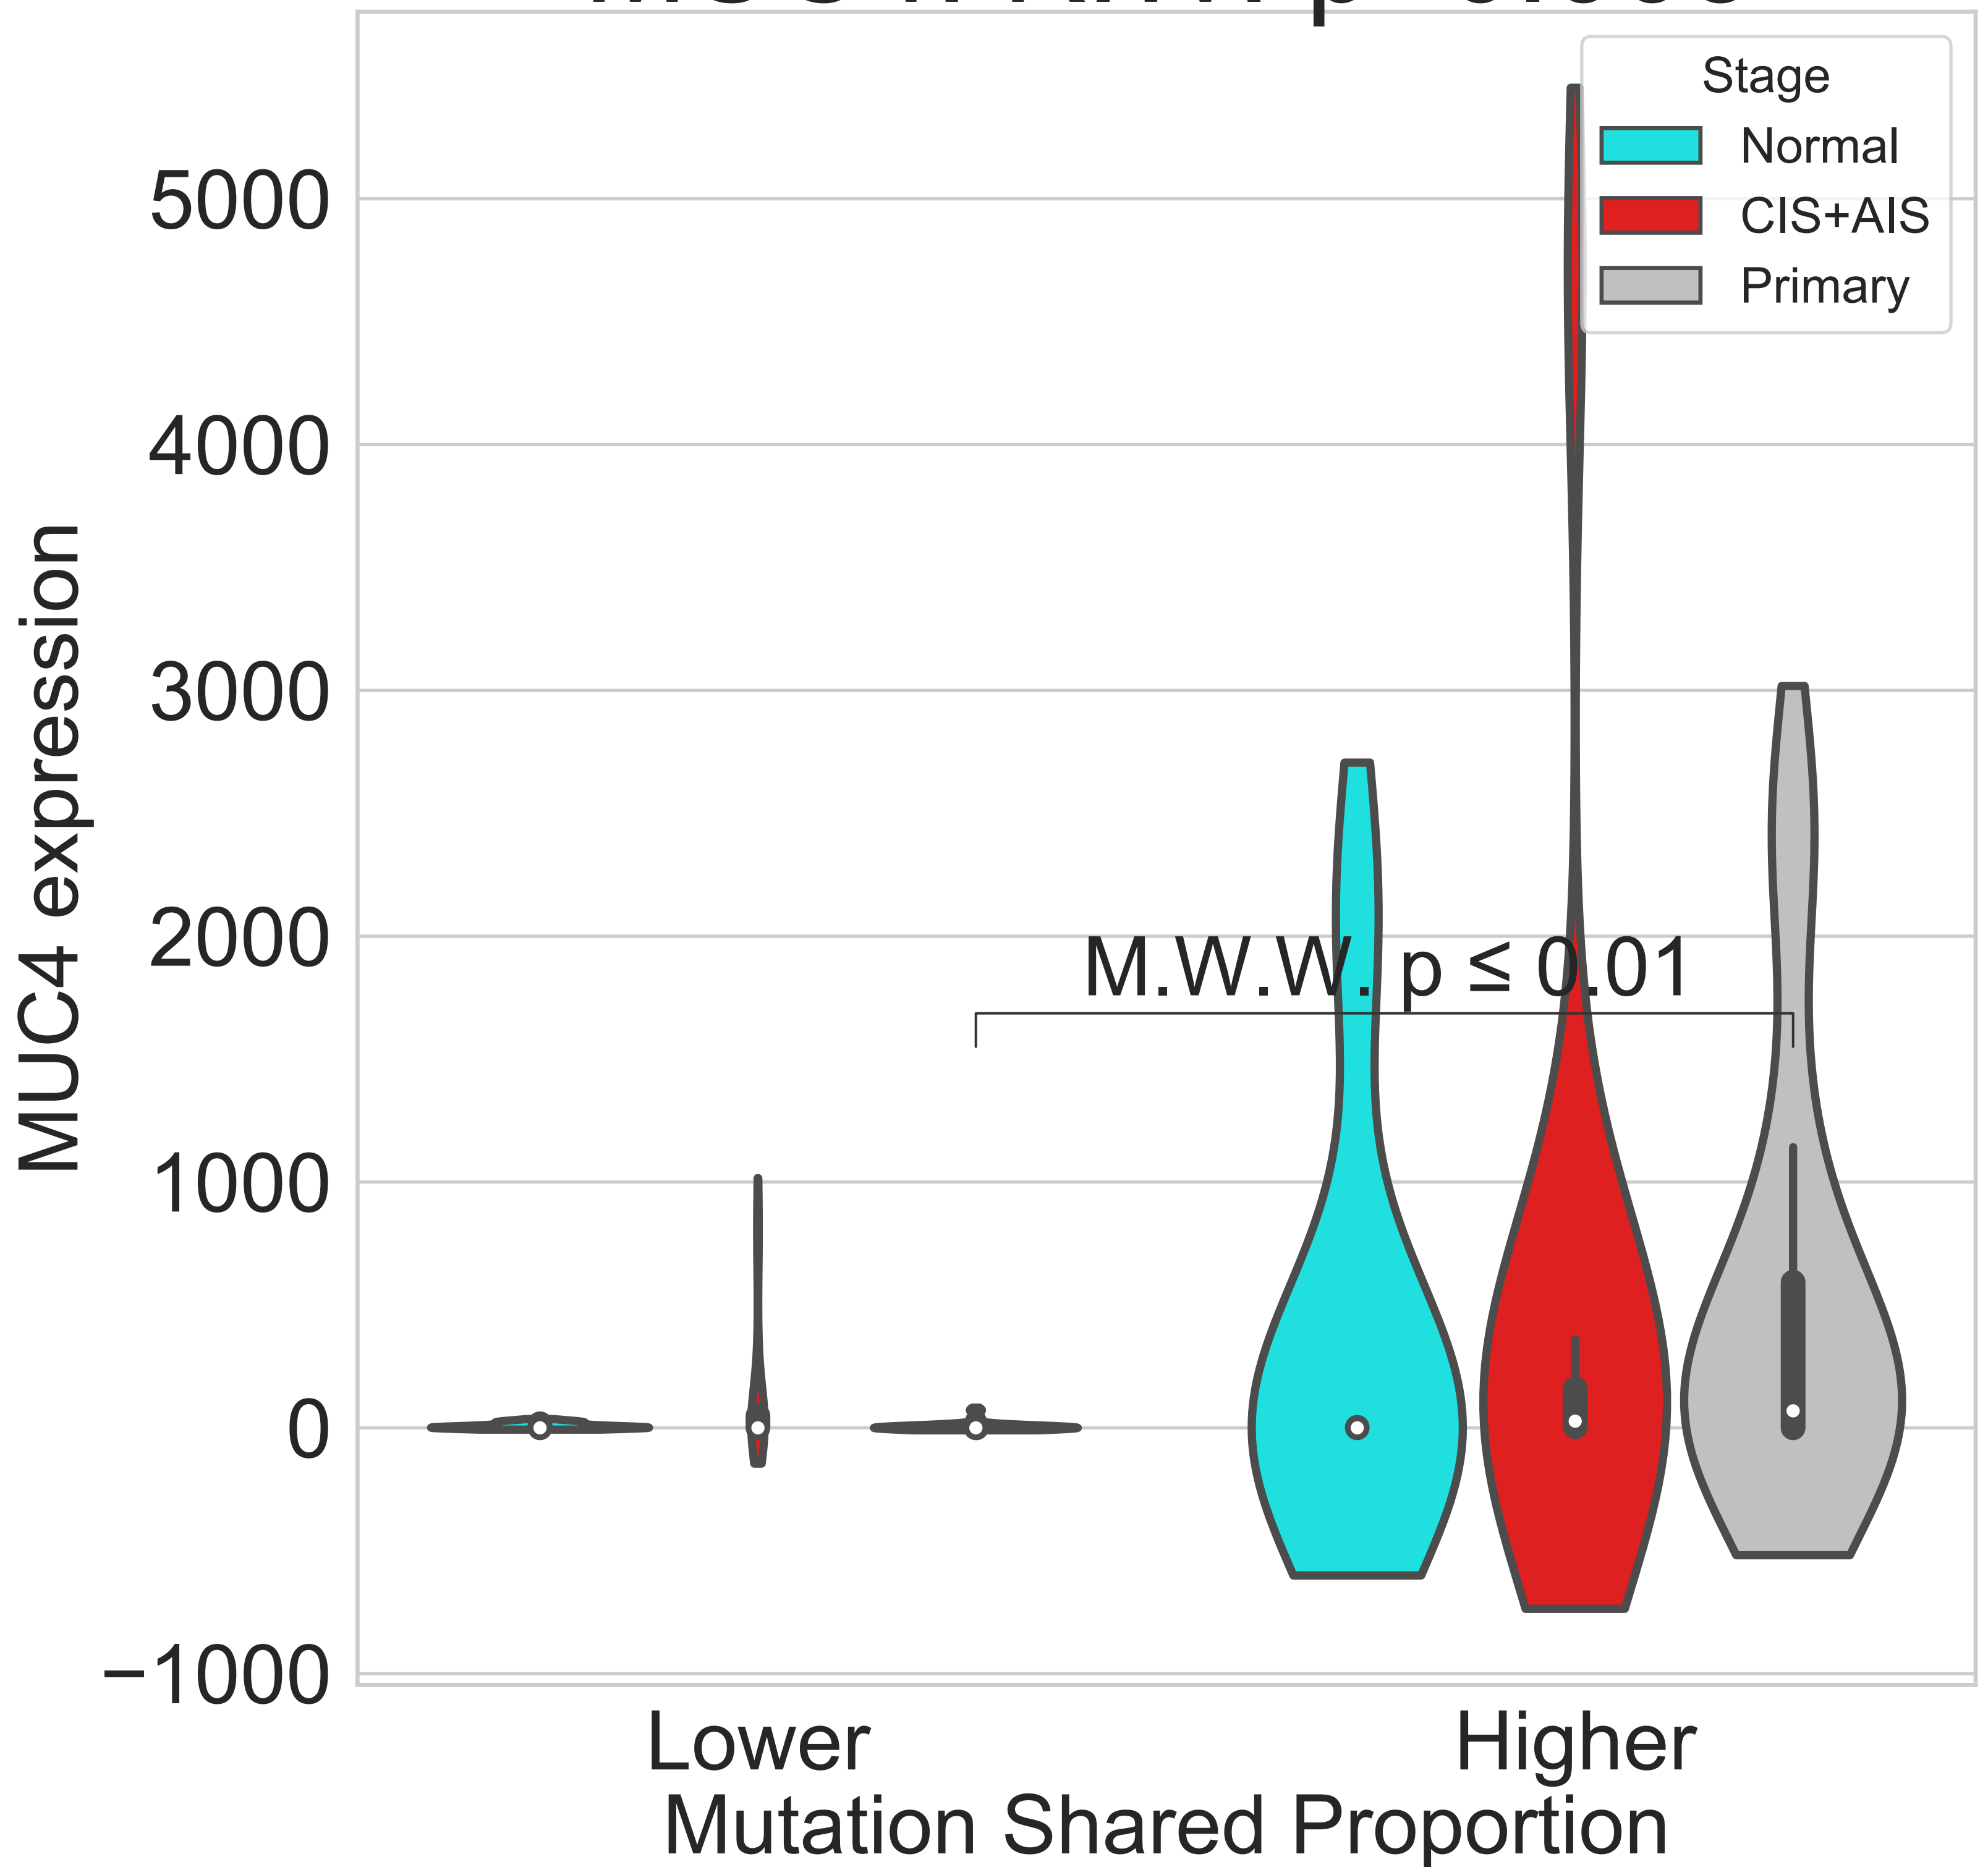 Stage
Normal
CIS+AIS
Primary
5000
4000
3000
2000
1000
0
−1000
MUC4 expression
M.W.W. p ≤ 0.01
Lower
Higher
Mutation Shared Proportion